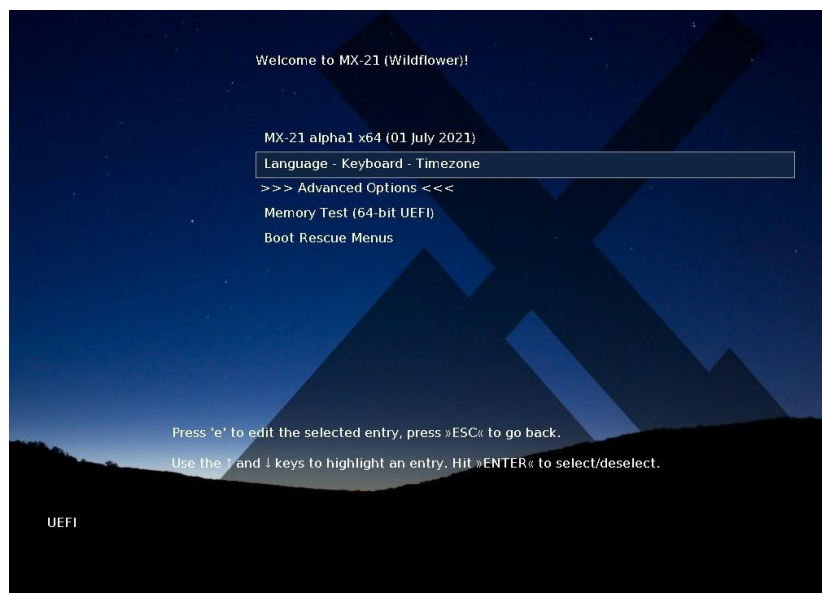 Welcome to MX-21 (Wildflower)!
MX-21 alpha1 x64 (01 July 2021)
Language - Keyboard - Timezone
>>> Advanced Options <<<
Memory Test (64-bit UEFI)
Boot Rescue Menus
Press 'e' to edit the selected entry, press »ESC« to go back.
Use the ↑ and ↓ keys to highlight an entry. Hit »ENTER« to select/deselect.
UEFI